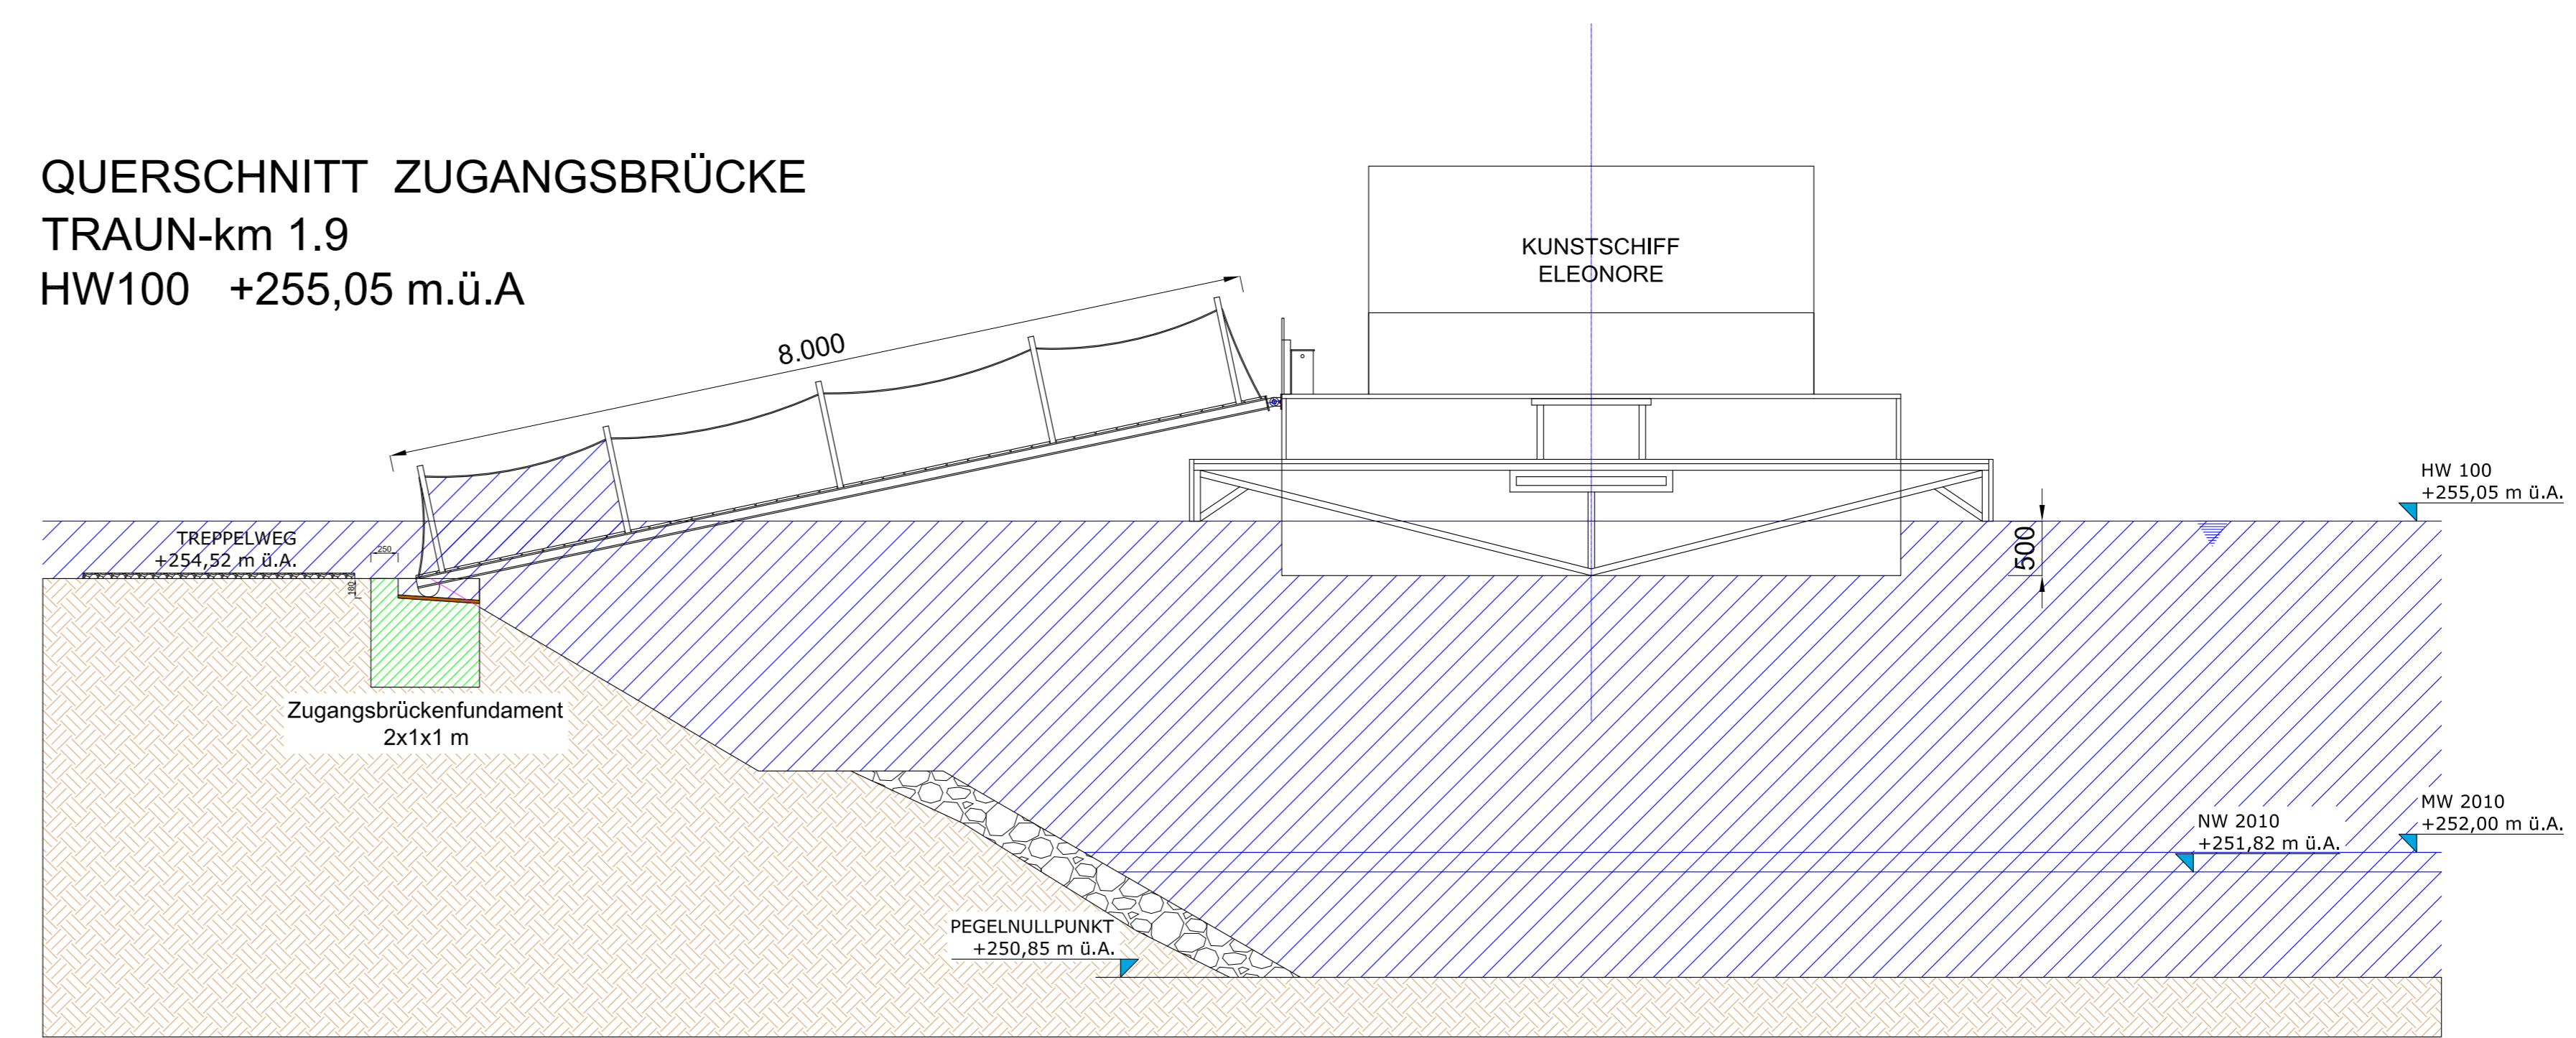 QUERSCHNITT ZUGANGSBRÜCKE
TRAUN-km 1.9
HW100 +255,05 m.ü.A
8.000
KUNSTSCHIFF
ELEONORE
HW 100
+255,05 m ü.A.
TREPPELWEG
+254,52 m ü.A.
250
180
500
Zugangsbrückenfundament
2x1x1 m
MW 2010
+252,00 m ü.A.
NW 2010
+251,82 m ü.A.
PEGELNULLPUNKT
+250,85 m ü.A.